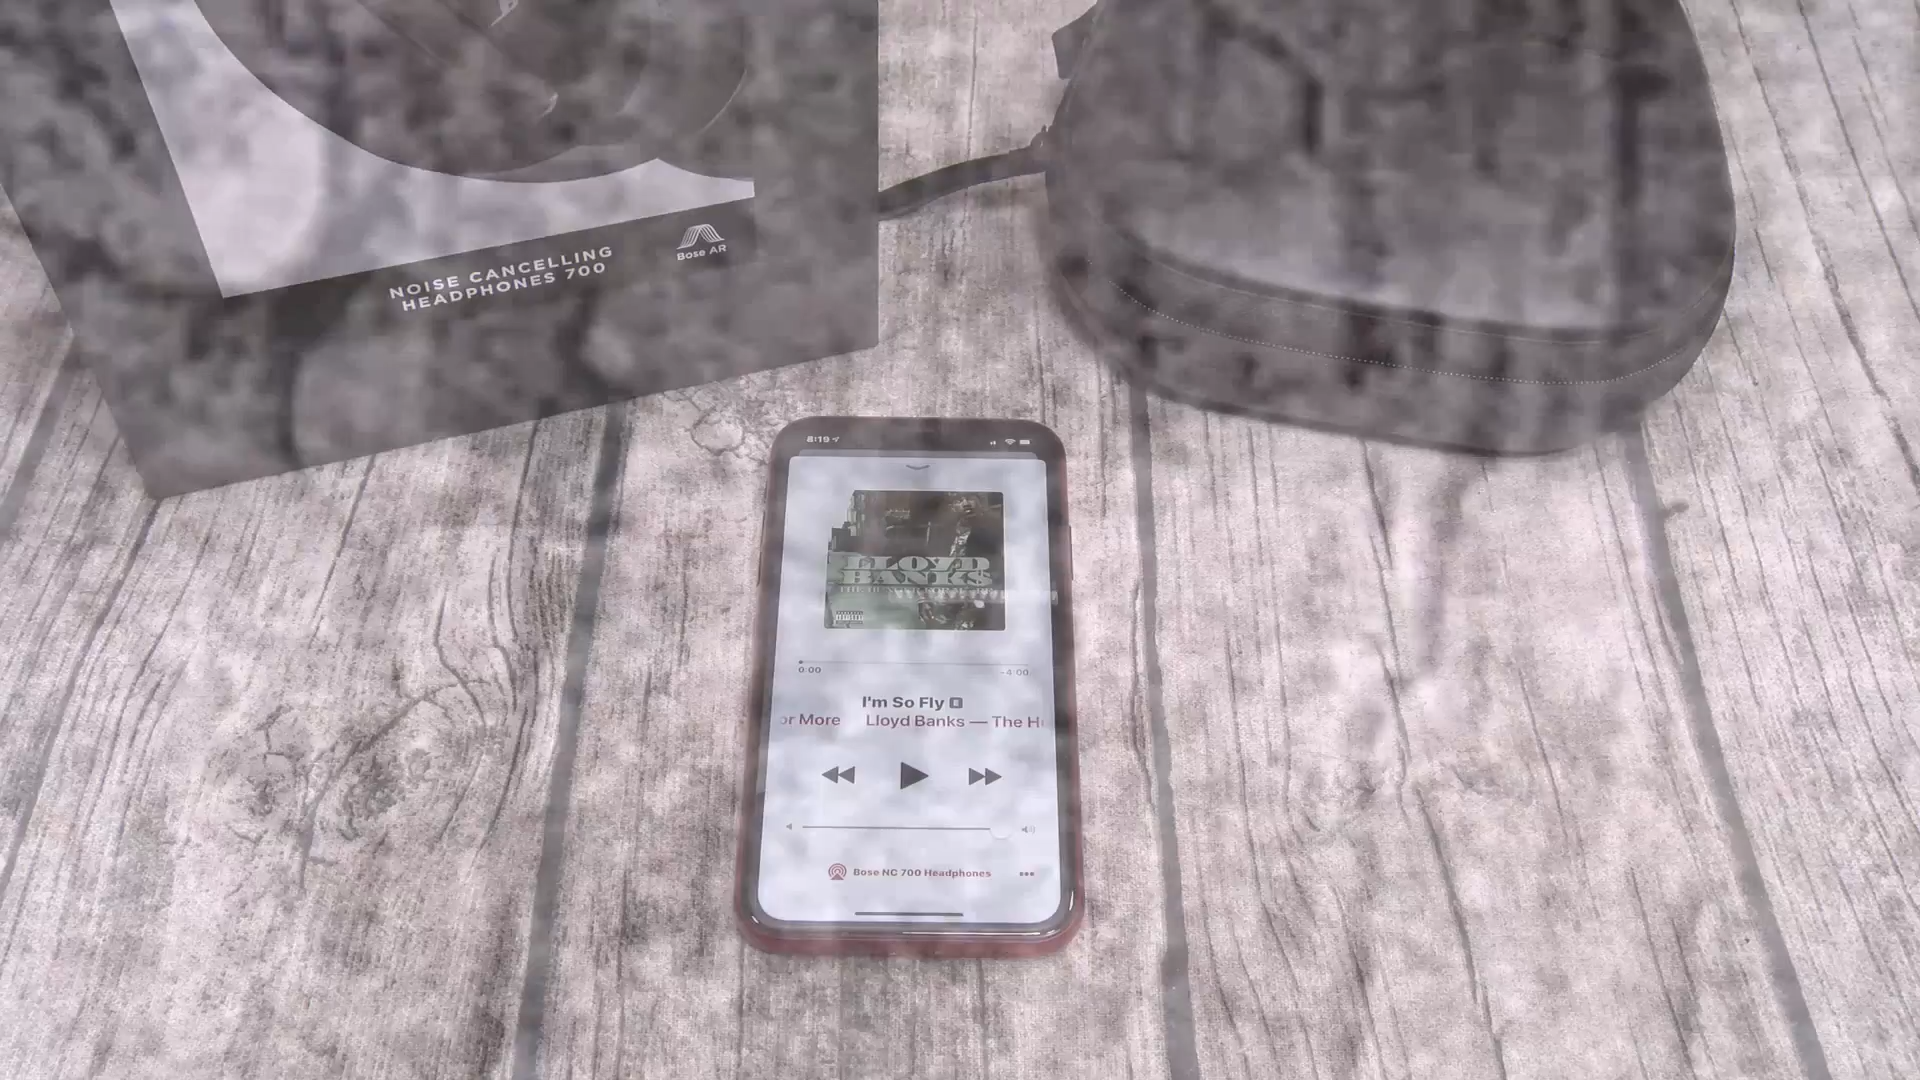 NOISE CANCELLING
HEADPHONES 700
Bose AR
8:19
LLOYD
BANKS
0:00
-4:00
I'm So Fly E
or More Lloyd Banks — The H
Bose NC 700 Headphones